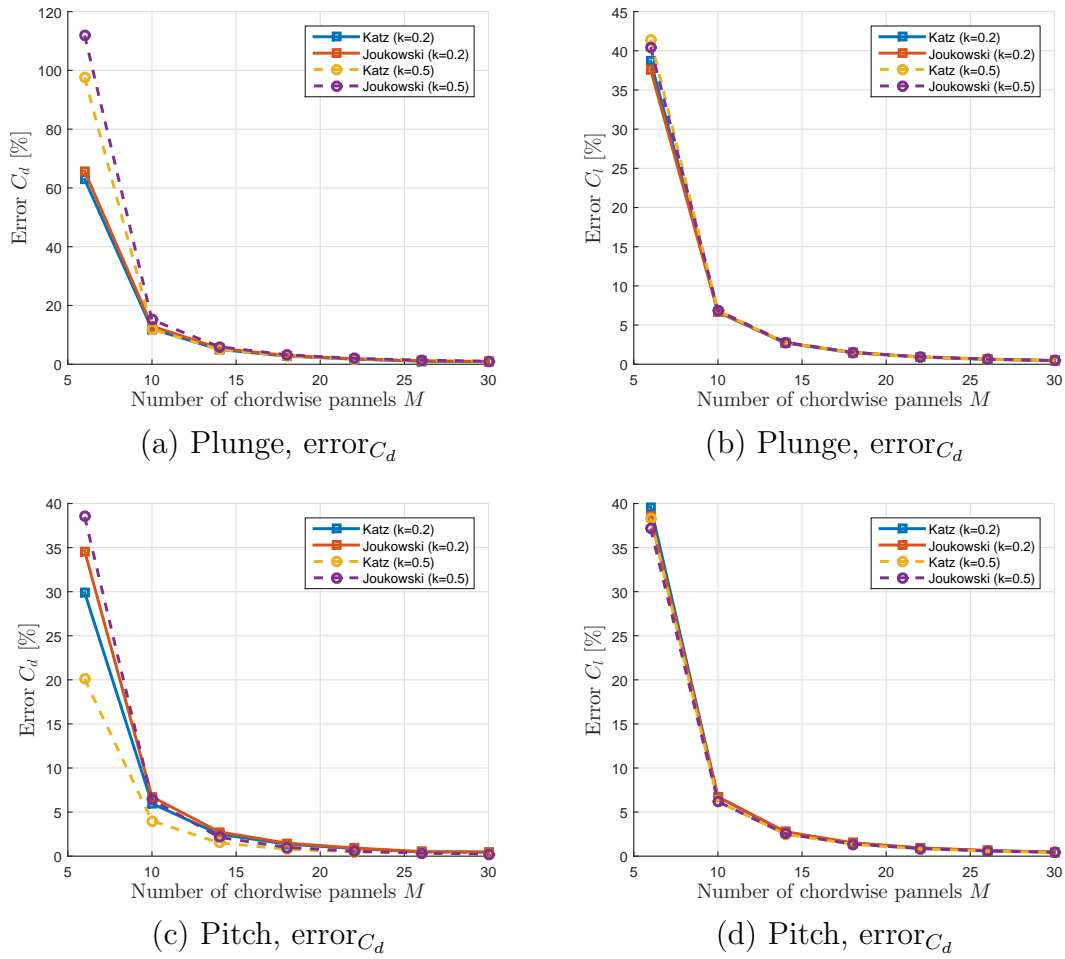 120
100
80
60
40
20
0
Error C_d [%]
5 10 15 20 25 30
Number of chordwise pannels M
Katz (k=0.2)
Joukowski (k=0.2)
Katz (k=0.5)
Joukowski (k=0.5)
(a) Plunge, error_{C_d}
45
40
35
30
25
20
15
10
5
0
Error C_l [%]
5 10 15 20 25 30
Number of chordwise pannels M
Katz (k=0.2)
Joukowski (k=0.2)
Katz (k=0.5)
Joukowski (k=0.5)
(b) Plunge, error_{C_d}
40
35
30
25
20
15
10
5
0
Error C_d [%]
5 10 15 20 25 30
Number of chordwise pannels M
Katz (k=0.2)
Joukowski (k=0.2)
Katz (k=0.5)
Joukowski (k=0.5)
(c) Pitch, error_{C_d}
40
35
30
25
20
15
10
5
0
Error C_l [%]
5 10 15 20 25 30
Number of chordwise pannels M
Katz (k=0.2)
Joukowski (k=0.2)
Katz (k=0.5)
Joukowski (k=0.5)
(d) Pitch, error_{C_d}